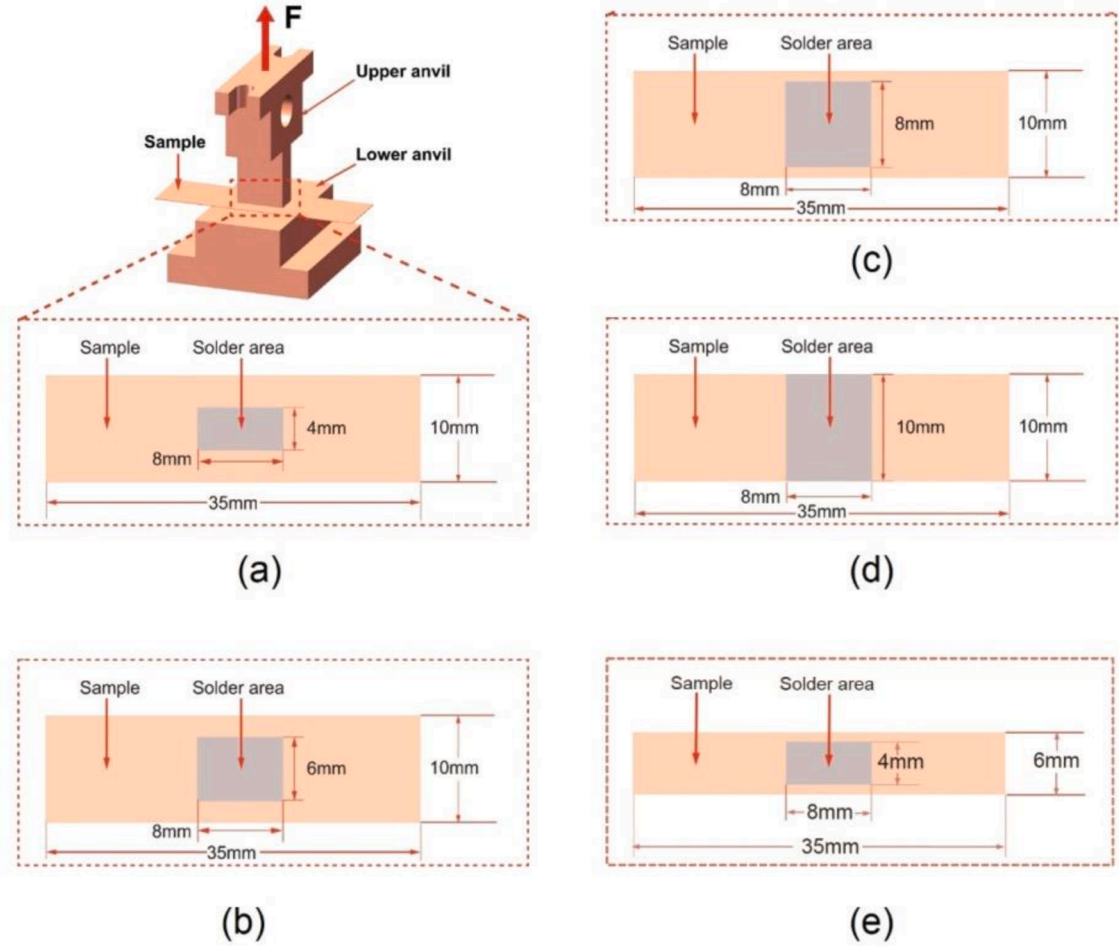 F
Upper anvil
Sample
Lower anvil
Sample Solder area
4mm
10mm
8mm
35mm
(a)
Sample Solder area
6mm
10mm
8mm
35mm
(b)
Sample Solder area
8mm
10mm
8mm
35mm
(c)
Sample Solder area
10mm
10mm
8mm
35mm
(d)
Sample Solder area
4mm
6mm
8mm
35mm
(e)